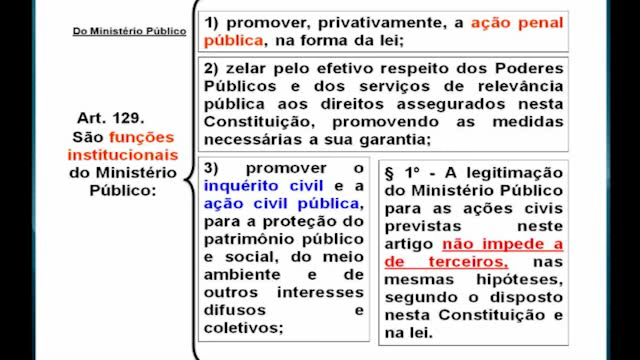 Do Ministério Público
Art. 129.
São funções
institucionais
do Ministério
Público:
1) promover, privativamente, a ação penal
pública, na forma da lei;
2) zelar pelo efetivo respeito dos Poderes
Públicos e dos serviços de relevância
pública aos direitos assegurados nesta
Constituição, promovendo as medidas
necessárias a sua garantia;
3) promover o
inquérito civil e a
ação civil pública,
para a proteção do
patrimônio público
e social, do meio
ambiente e de
outros interesses
difusos e
coletivos;
§ 1º - A legitimação
do Ministério Público
para as ações civis
previstas neste
artigo não impede a
de terceiros, nas
mesmas hipóteses,
segundo o disposto
nesta Constituição e
na lei.